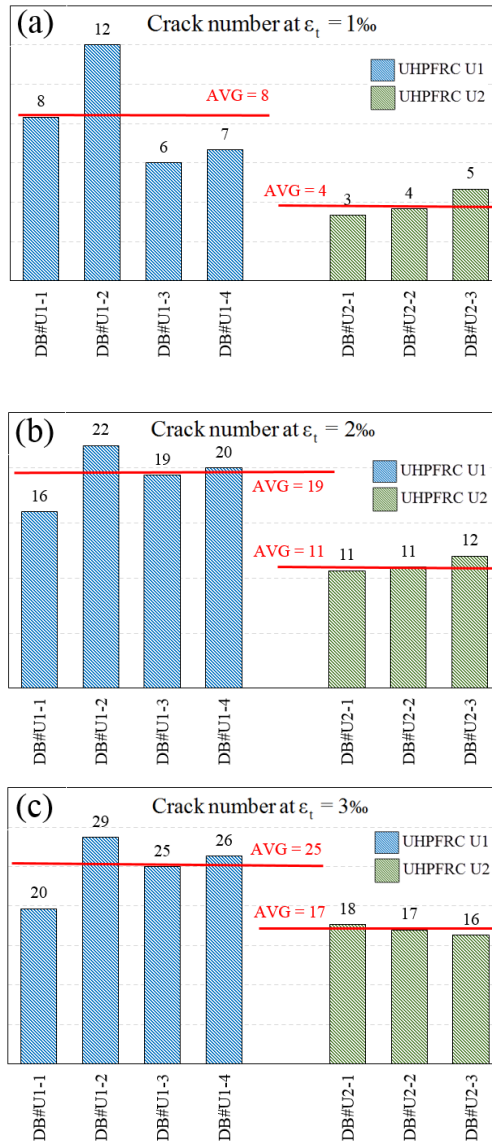 (a)
Crack number at εt = 1‰
12
UHPFRC U1
UHPFRC U2
AVG = 8
8
6
7
AVG = 4
3
4
5
DB#U1-1
DB#U1-2
DB#U1-3
DB#U1-4
DB#U2-1
DB#U2-2
DB#U2-3
(b)
Crack number at εt = 2‰
22
UHPFRC U1
UHPFRC U2
16
19
20
AVG = 19
AVG = 11
11
11
12
DB#U1-1
DB#U1-2
DB#U1-3
DB#U1-4
DB#U2-1
DB#U2-2
DB#U2-3
(c)
Crack number at εt = 3‰
29
UHPFRC U1
UHPFRC U2
20
25
26
AVG = 25
AVG = 17
18
17
16
DB#U1-1
DB#U1-2
DB#U1-3
DB#U1-4
DB#U2-1
DB#U2-2
DB#U2-3